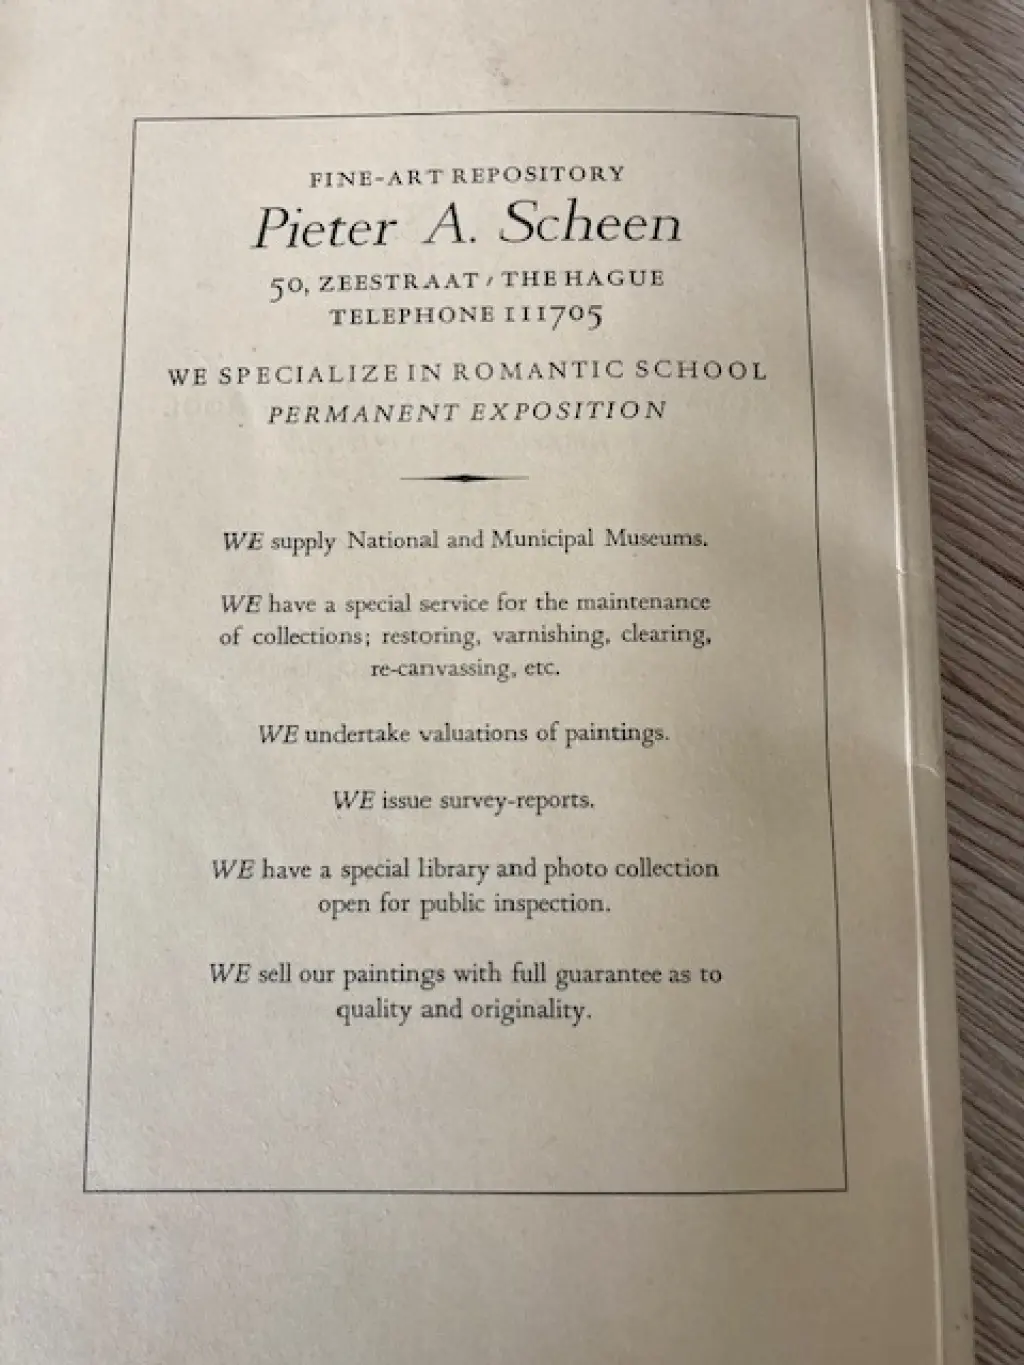 FINE-ART REPOSITORY
Pieter A. Scheen
50, ZEESTRAAT / THE HAGUE
TELEPHONE 111705
WE SPECIALIZE IN ROMANTIC SCHOOL
PERMANENT EXPOSITION
WE supply National and Municipal Museums.
WE have a special service for the maintenance
of collections; restoring, varnishing, clearing,
re-canvassing, etc.
WE undertake valuations of paintings.
WE issue survey-reports.
WE have a special library and photo collection
open for public inspection.
WE sell our paintings with full guarantee as to
quality and originality.